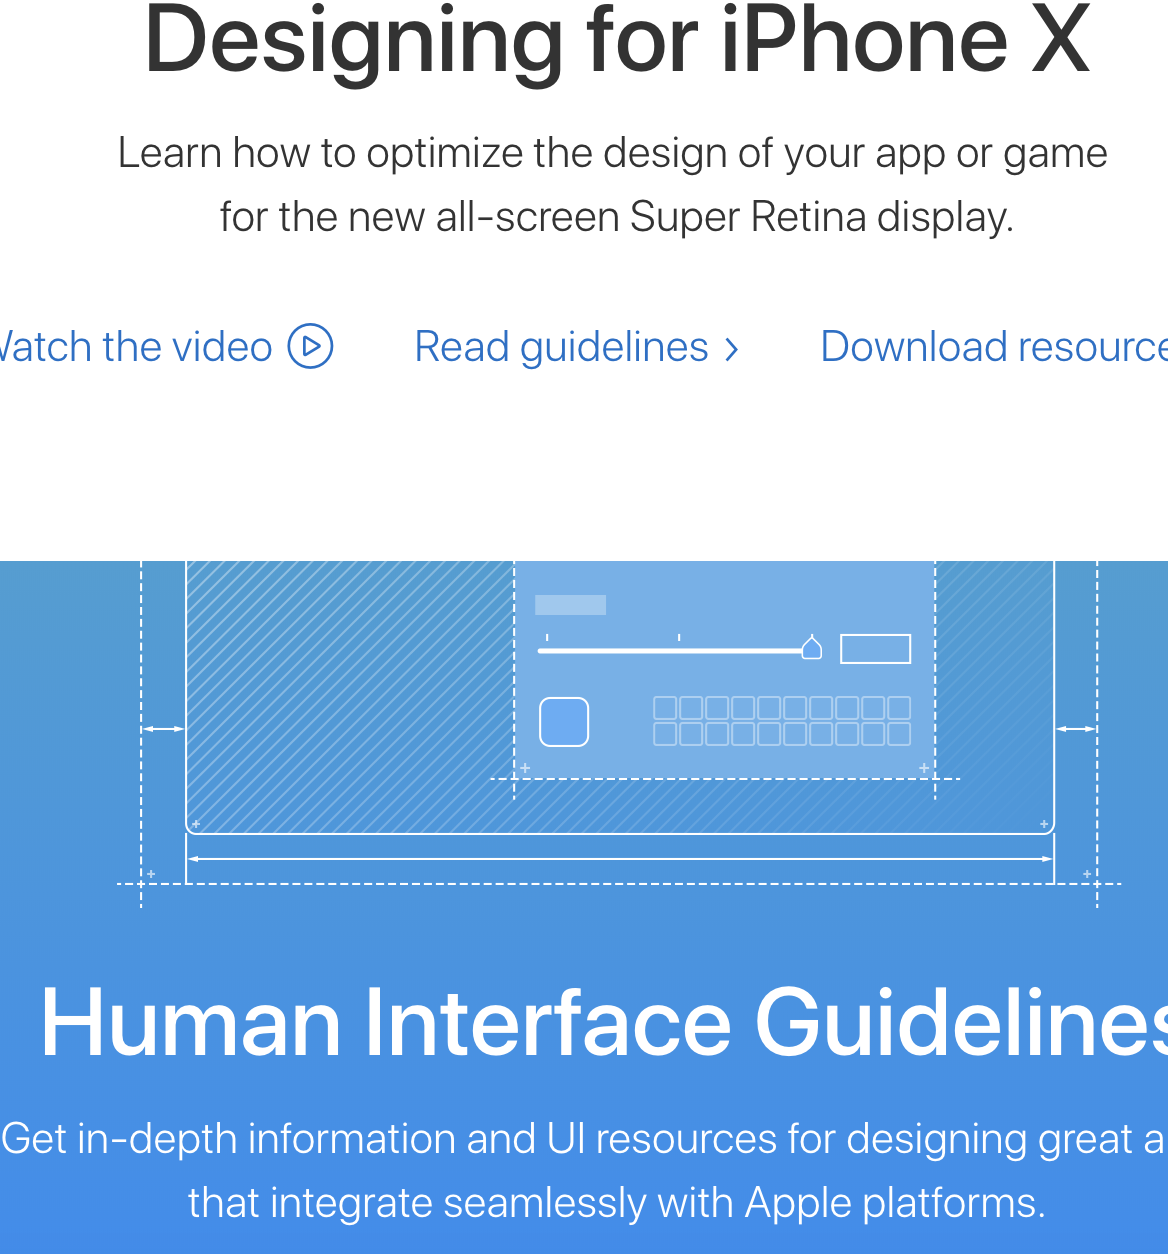 Designing for iPhone X
Learn how to optimize the design of your app or game
for the new all-screen Super Retina display.
Watch the video Read guidelines Download resource
Human Interface Guidelines
Get in-depth information and UI resources for designing great a
that integrate seamlessly with Apple platforms.